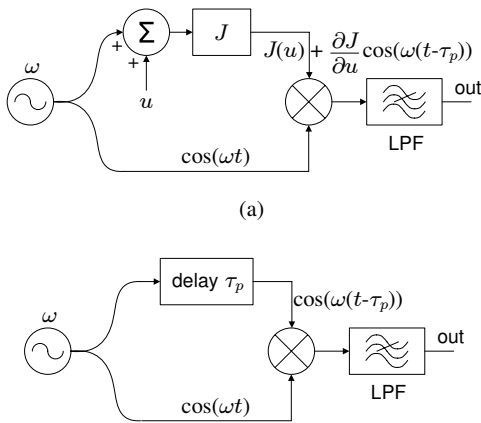 ω
+
+
Σ
u
J
J(u) + ∂J/∂u cos(ω(t-τp))
out
LPF
cos(ωt)
(a)
ω
delay τp
cos(ω(t-τp))
out
LPF
cos(ωt)